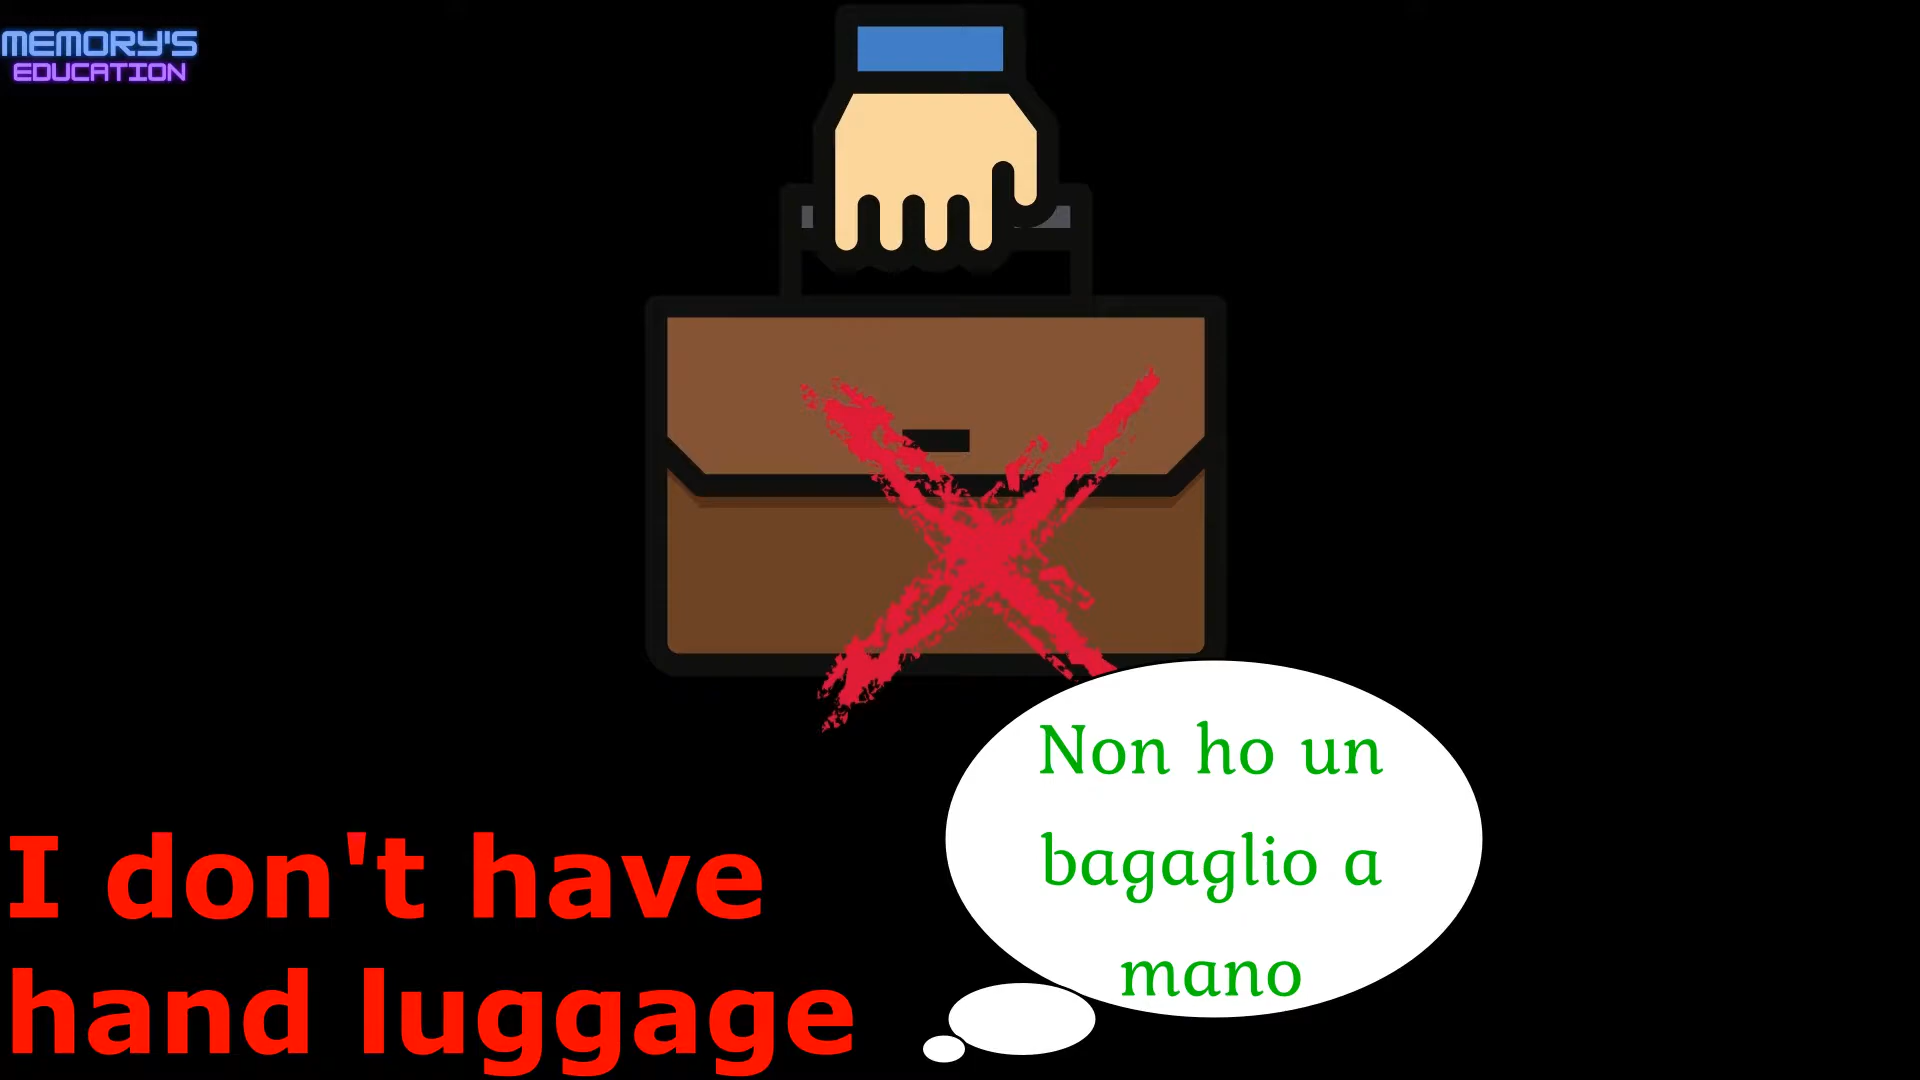 MEMORY'S
EDUCATION
Non ho un
bagaglio a
mano
I don't have
hand luggage